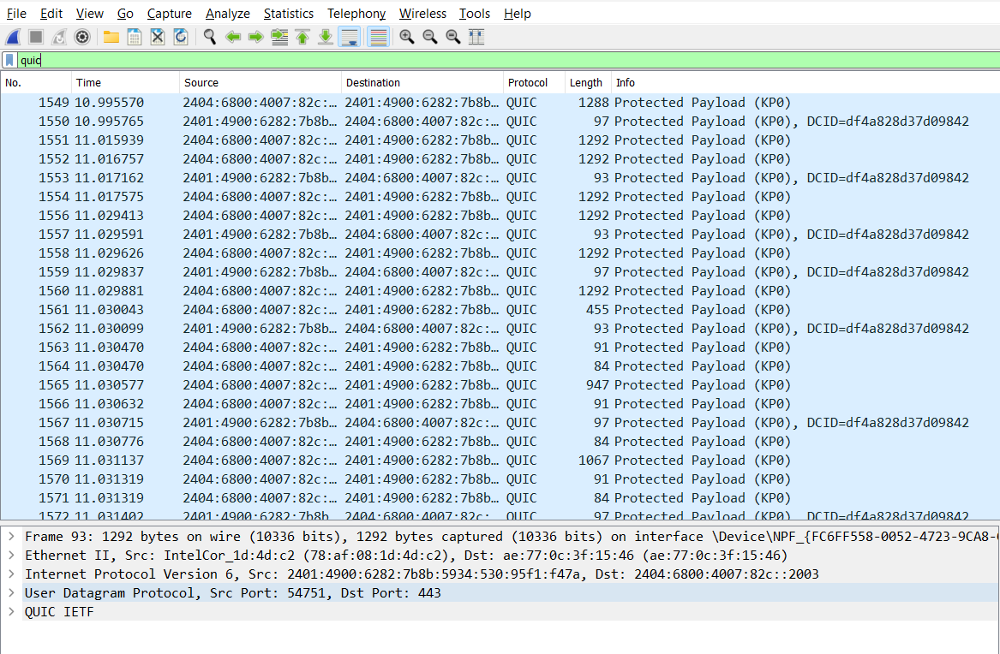 File Edit View Go Capture Analyze Statistics Telephony Wireless Tools Help
quic
No. Time Source Destination Protocol Length Info
1549 10.995570 2404:6800:4007:82c:… 2401:4900:6282:7b8b… QUIC 1288 Protected Payload (KP0)
1550 10.995765 2401:4900:6282:7b8b… 2404:6800:4007:82c:… QUIC 97 Protected Payload (KP0), DCID=df4a828d37d09842
1551 11.015939 2404:6800:4007:82c:… 2401:4900:6282:7b8b… QUIC 1292 Protected Payload (KP0)
1552 11.016757 2404:6800:4007:82c:… 2401:4900:6282:7b8b… QUIC 1292 Protected Payload (KP0)
1553 11.017162 2401:4900:6282:7b8b… 2404:6800:4007:82c:… QUIC 93 Protected Payload (KP0), DCID=df4a828d37d09842
1554 11.017575 2404:6800:4007:82c:… 2401:4900:6282:7b8b… QUIC 1292 Protected Payload (KP0)
1556 11.029413 2404:6800:4007:82c:… 2401:4900:6282:7b8b… QUIC 1292 Protected Payload (KP0)
1557 11.029591 2401:4900:6282:7b8b… 2404:6800:4007:82c:… QUIC 93 Protected Payload (KP0), DCID=df4a828d37d09842
1558 11.029626 2404:6800:4007:82c:… 2401:4900:6282:7b8b… QUIC 1292 Protected Payload (KP0)
1559 11.029837 2401:4900:6282:7b8b… 2404:6800:4007:82c:… QUIC 97 Protected Payload (KP0), DCID=df4a828d37d09842
1560 11.029881 2404:6800:4007:82c:… 2401:4900:6282:7b8b… QUIC 1292 Protected Payload (KP0)
1561 11.030043 2404:6800:4007:82c:… 2401:4900:6282:7b8b… QUIC 455 Protected Payload (KP0)
1562 11.030099 2401:4900:6282:7b8b… 2404:6800:4007:82c:… QUIC 93 Protected Payload (KP0), DCID=df4a828d37d09842
1563 11.030470 2404:6800:4007:82c:… 2401:4900:6282:7b8b… QUIC 91 Protected Payload (KP0)
1564 11.030470 2404:6800:4007:82c:… 2401:4900:6282:7b8b… QUIC 84 Protected Payload (KP0)
1565 11.030577 2404:6800:4007:82c:… 2401:4900:6282:7b8b… QUIC 947 Protected Payload (KP0)
1566 11.030632 2404:6800:4007:82c:… 2401:4900:6282:7b8b… QUIC 91 Protected Payload (KP0)
1567 11.030715 2401:4900:6282:7b8b… 2404:6800:4007:82c:… QUIC 97 Protected Payload (KP0), DCID=df4a828d37d09842
1568 11.030776 2404:6800:4007:82c:… 2401:4900:6282:7b8b… QUIC 84 Protected Payload (KP0)
1569 11.031137 2404:6800:4007:82c:… 2401:4900:6282:7b8b… QUIC 1067 Protected Payload (KP0)
1570 11.031319 2404:6800:4007:82c:… 2401:4900:6282:7b8b… QUIC 91 Protected Payload (KP0)
1571 11.031319 2404:6800:4007:82c:… 2401:4900:6282:7b8b… QUIC 84 Protected Payload (KP0)
1572 11.031402 2401:4900:6282:7b8b… 2404:6800:4007:82c:… QUIC 97 Protected Payload (KP0), DCID=df4a828d37d09842
Frame 93: 1292 bytes on wire (10336 bits), 1292 bytes captured (10336 bits) on interface \Device\NPF_{FC6FF558-0052-4723-9CA8-
Ethernet II, Src: IntelCor_1d:4d:c2 (78:af:08:1d:4d:c2), Dst: ae:77:0c:3f:15:46 (ae:77:0c:3f:15:46)
Internet Protocol Version 6, Src: 2401:4900:6282:7b8b:5934:530:95f1:f47a, Dst: 2404:6800:4007:82c::2003
User Datagram Protocol, Src Port: 54751, Dst Port: 443
QUIC IETF